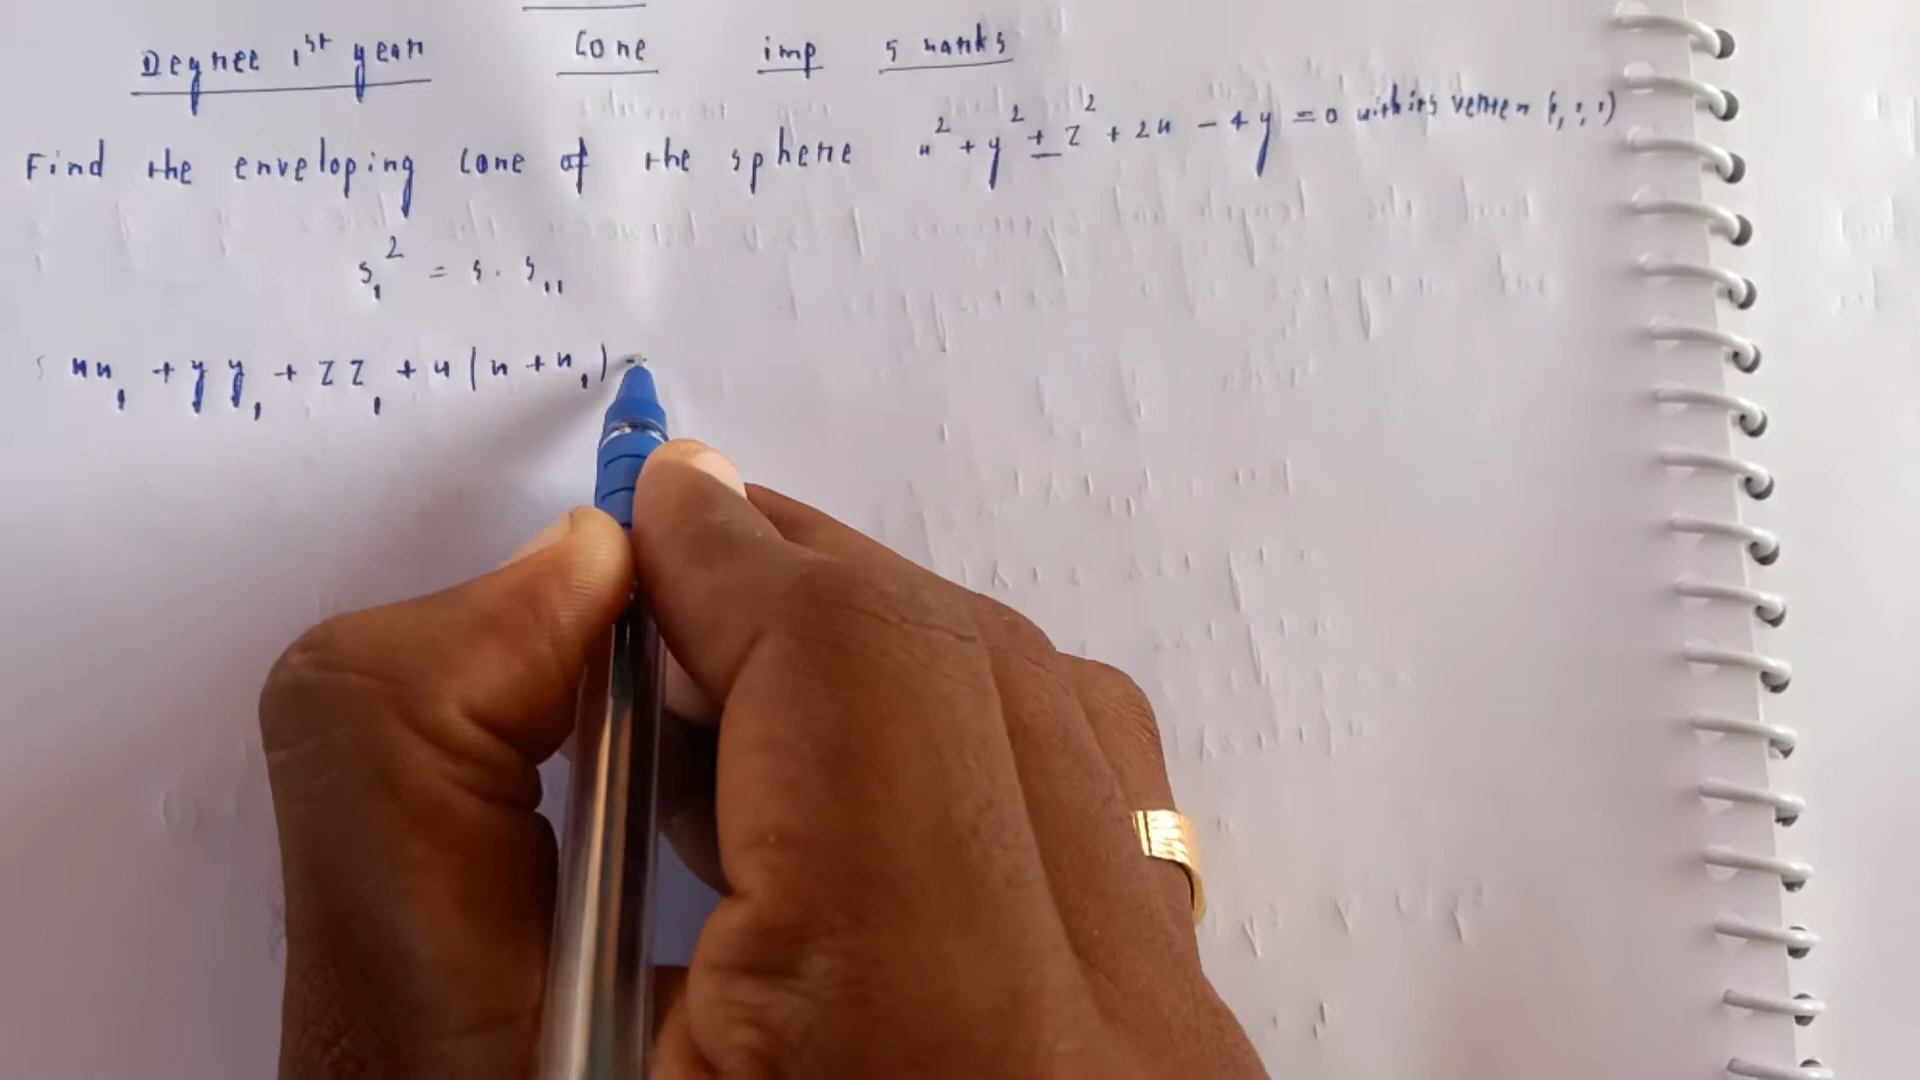 Degree 1st year Cone imp 5 marks
Find the enveloping cone of the sphere x² + y² + z² + 2x - 4y = 0 with its vertex (1, 1, 1)
S₁² = S . S₁₁
xx₁ + yy₁ + zz₁ + u(x + x₁) -